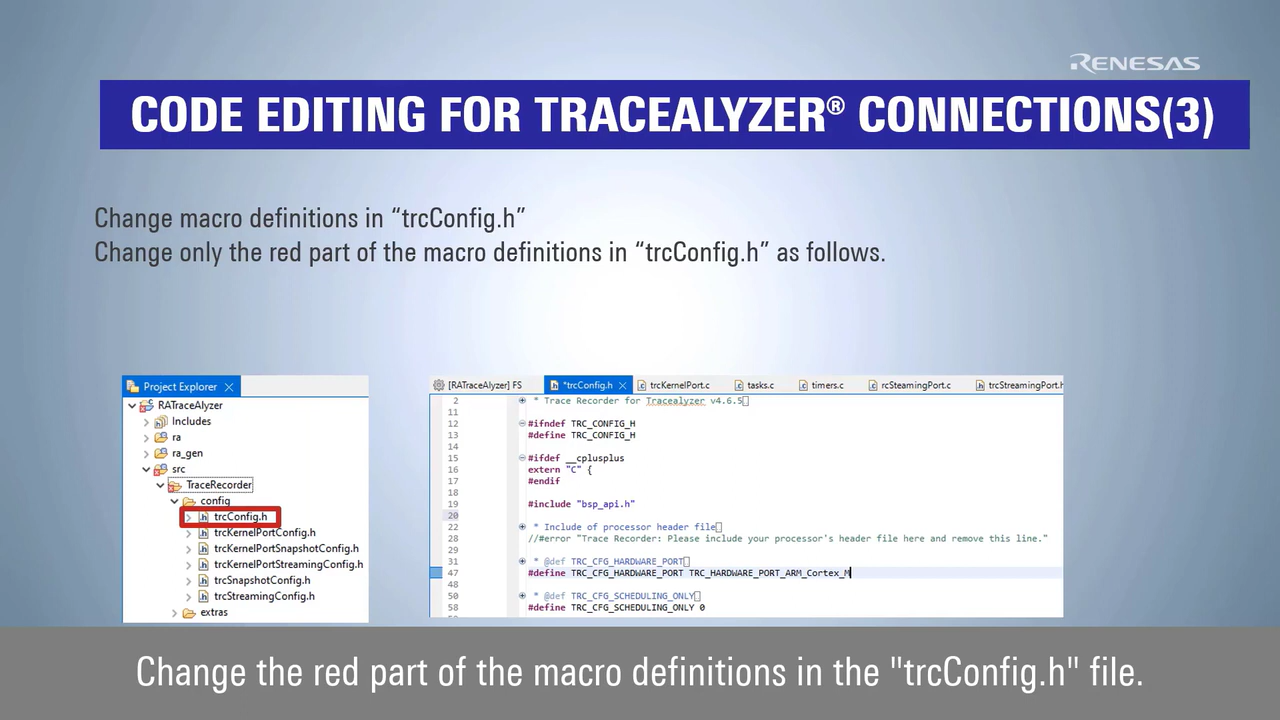 RENESAS
CODE EDITING FOR TRACEALYZER® CONNECTIONS(3)
Change macro definitions in “trcConfig.h”
Change only the red part of the macro definitions in “trcConfig.h” as follows.
Project Explorer
RATraceAlyzer
Includes
ra
ra_gen
src
TraceRecorder
config
trcConfig.h
trcKernelPortConfig.h
trcKernelPortSnapshotConfig.h
trcKernelPortStreamingConfig.h
trcSnapshotConfig.h
trcStreamingConfig.h
extras
[RATraceAlyzer] FS *trcConfig.h trcKernelPort.c tasks.c timers.c rcSteamingPort.c trcStreamingPort.h
2 * Trace Recorder for Tracealyzer v4.6.5
11
12 #ifndef TRC_CONFIG_H
13 #define TRC_CONFIG_H
14
15 #ifdef __cplusplus
16 extern "C" {
17 #endif
18
19 #include "bsp_api.h"
20
22 * Include of processor header file
28 //#error "Trace Recorder: Please include your processor's header file here and remove this line."
29
31 * @def TRC_CFG_HARDWARE_PORT
47 #define TRC_CFG_HARDWARE_PORT TRC_HARDWARE_PORT_ARM_Cortex_M
48
50 * @def TRC_CFG_SCHEDULING_ONLY
58 #define TRC_CFG_SCHEDULING_ONLY 0
Change the red part of the macro definitions in the "trcConfig.h" file.